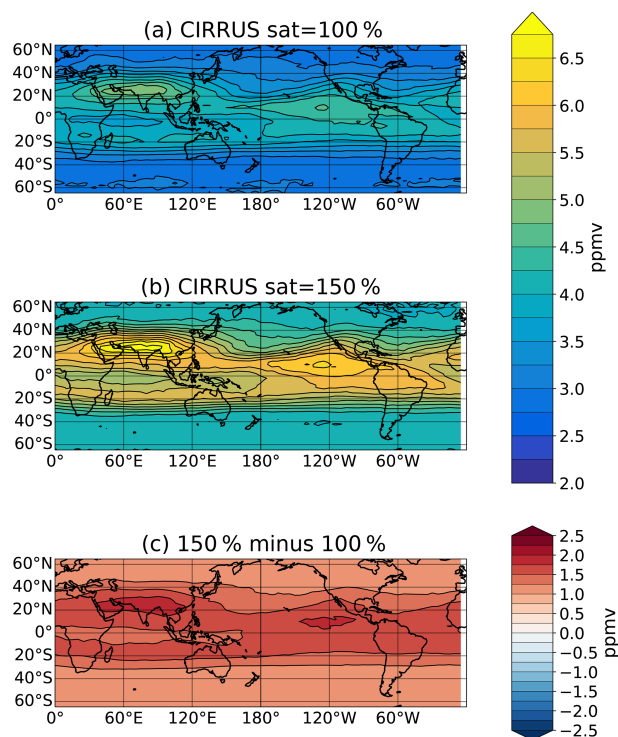 (a) CIRRUS sat=100 %
60°N
40°N
20°N
0°
20°S
40°S
60°S
0° 60°E 120°E 180° 120°W 60°W
(b) CIRRUS sat=150 %
60°N
40°N
20°N
0°
20°S
40°S
60°S
0° 60°E 120°E 180° 120°W 60°W
6.5
6.0
5.5
5.0
4.5
4.0
3.5
3.0
2.5
2.0
ppmv
(c) 150 % minus 100 %
60°N
40°N
20°N
0°
20°S
40°S
60°S
0° 60°E 120°E 180° 120°W 60°W
2.5
2.0
1.5
1.0
0.5
0.0
−0.5
−1.0
−1.5
−2.0
−2.5
ppmv